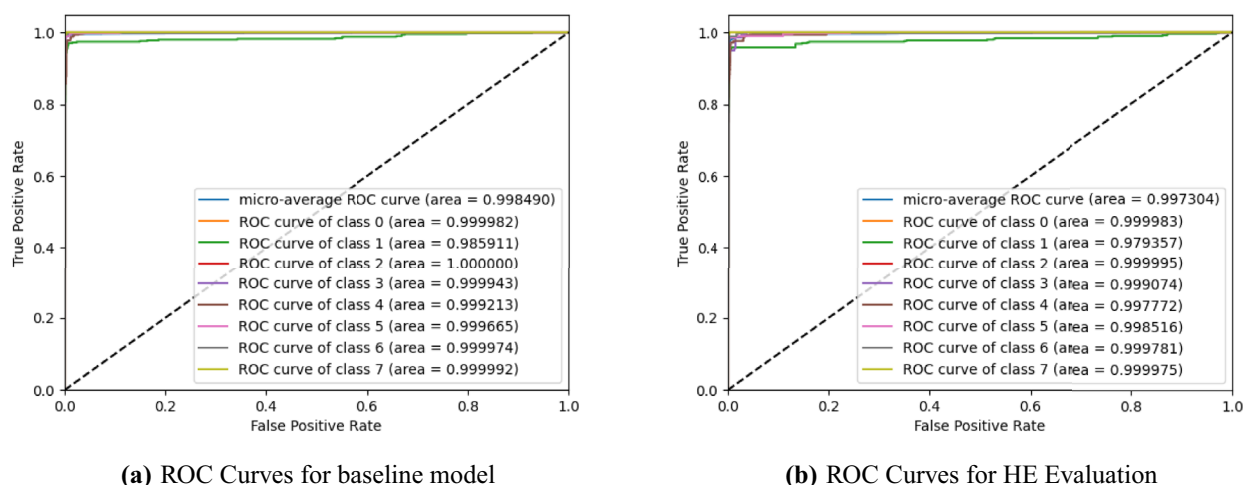 1.0
0.8
0.6
0.4
0.2
0.0
True Positive Rate
micro-average ROC curve (area = 0.998490)
ROC curve of class 0 (area = 0.999982)
ROC curve of class 1 (area = 0.985911)
ROC curve of class 2 (area = 1.000000)
ROC curve of class 3 (area = 0.999943)
ROC curve of class 4 (area = 0.999213)
ROC curve of class 5 (area = 0.999665)
ROC curve of class 6 (area = 0.999974)
ROC curve of class 7 (area = 0.999992)
0.0 0.2 0.4 0.6 0.8 1.0
False Positive Rate
(a) ROC Curves for baseline model
1.0
0.8
0.6
0.4
0.2
0.0
True Positive Rate
micro-average ROC curve (area = 0.997304)
ROC curve of class 0 (area = 0.999983)
ROC curve of class 1 (area = 0.979357)
ROC curve of class 2 (area = 0.999995)
ROC curve of class 3 (area = 0.999074)
ROC curve of class 4 (area = 0.997772)
ROC curve of class 5 (area = 0.998516)
ROC curve of class 6 (area = 0.999781)
ROC curve of class 7 (area = 0.999975)
0.0 0.2 0.4 0.6 0.8 1.0
False Positive Rate
(b) ROC Curves for HE Evaluation